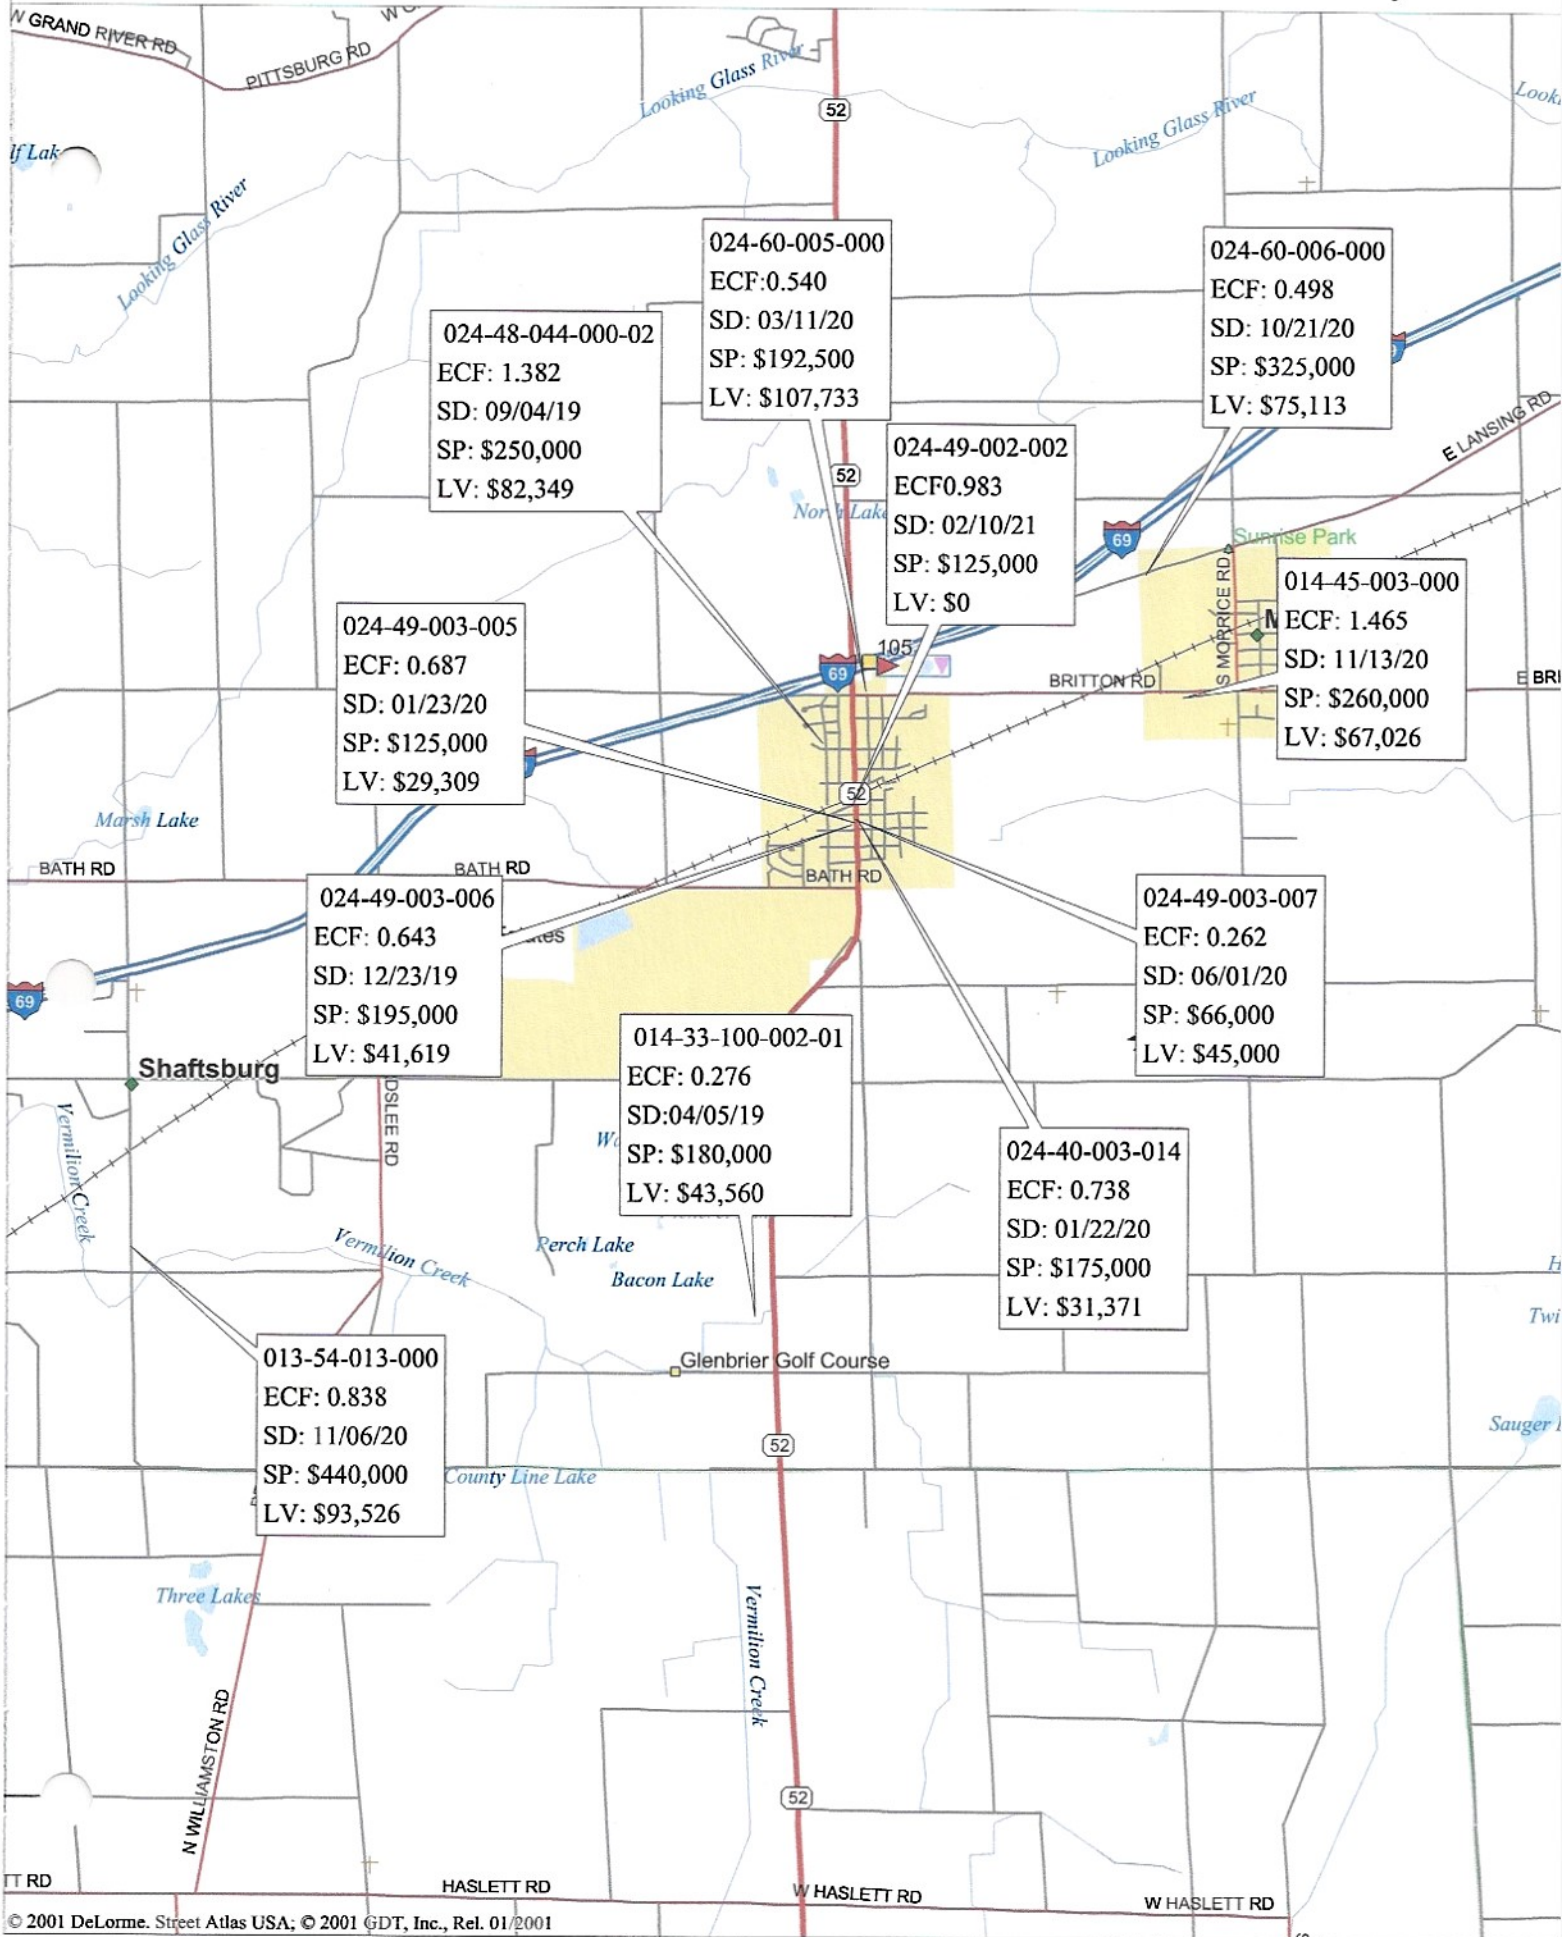 W GRAND RIVER RD
PITTSBURG RD
Looking Glass River
52
Looking Glass River
Looking Glass River
024-60-005-000
ECF:0.540
SD: 03/11/20
SP: $192,500
LV: $107,733
024-60-006-000
ECF: 0.498
SD: 10/21/20
SP: $325,000
LV: $75,113
024-48-044-000-02
ECF: 1.382
SD: 09/04/19
SP: $250,000
LV: $82,349
E LANSING RD
024-49-002-002
ECF0.983
SD: 02/10/21
SP: $125,000
LV: $0
52
North Lake
69
Sunrise Park
S MORRICE RD
014-45-003-000
ECF: 1.465
SD: 11/13/20
SP: $260,000
LV: $67,026
024-49-003-005
ECF: 0.687
SD: 01/23/20
SP: $125,000
LV: $29,309
105
69
BRITTON RD
E BRI
52
Marsh Lake
BATH RD
BATH RD
BATH RD
024-49-003-006
ECF: 0.643
SD: 12/23/19
SP: $195,000
LV: $41,619
024-49-003-007
ECF: 0.262
SD: 06/01/20
SP: $66,000
LV: $45,000
69
Shaftsburg
014-33-100-002-01
ECF: 0.276
SD:04/05/19
SP: $180,000
LV: $43,560
DSLEE RD
Vermilion Creek
024-40-003-014
ECF: 0.738
SD: 01/22/20
SP: $175,000
LV: $31,371
Vermilion Creek
Perch Lake
Bacon Lake
Twi
013-54-013-000
ECF: 0.838
SD: 11/06/20
SP: $440,000
LV: $93,526
Glenbrier Golf Course
Sauger
52
County Line Lake
Three Lakes
Vermilion Creek
N WILLIAMSTON RD
52
TT RD
HASLETT RD
W HASLETT RD
W HASLETT RD
© 2001 DeLorme. Street Atlas USA; © 2001 GDT, Inc., Rel. 01/2001